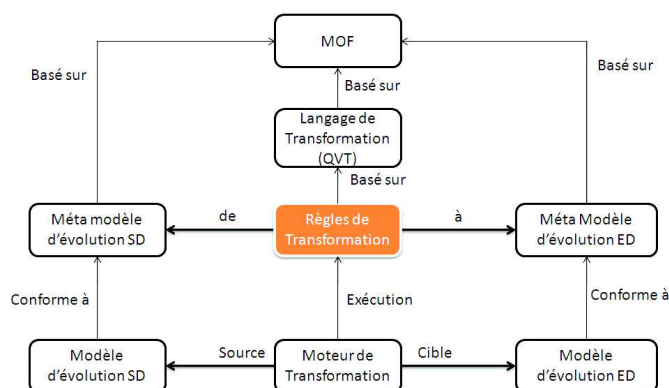 MOF
Basé sur
Basé sur
Basé sur
Langage de
Transformation
(QVT)
Basé sur
Méta modèle
d'évolution SD
de
Règles de
Transformation
à
Méta Modèle
d'évolution ED
Conforme à
Exécution
Conforme à
Modèle
d'évolution SD
Source
Moteur de
Transformation
Cible
Modèle
d'évolution ED